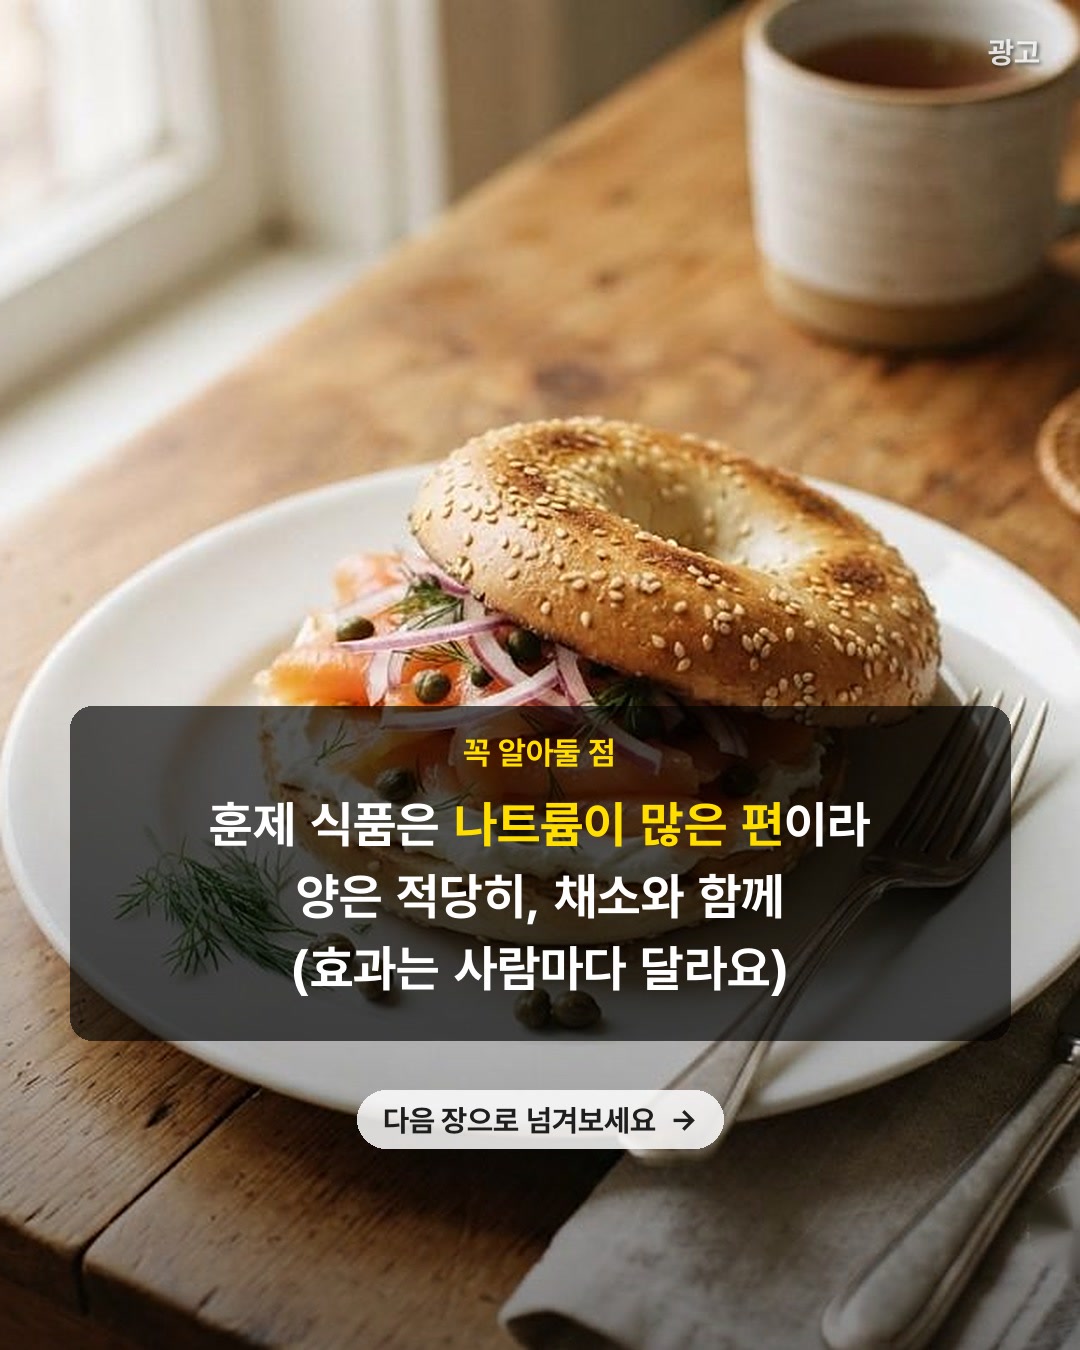 광고
꼭 알아둘 점
훈제 식품은 나트륨이 많은 편이라
양은 적당히, 채소와 함께
(효과는 사람마다 달라요)
다음 장으로 넘겨보세요 →